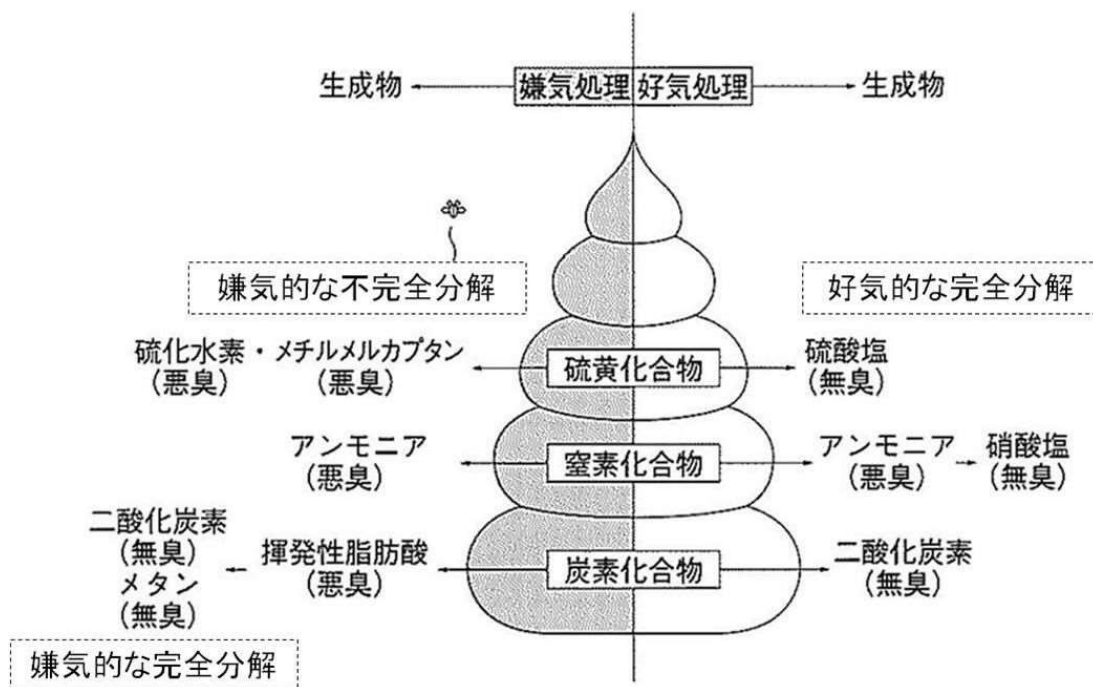 生成物
嫌気処理
好気処理
生成物
嫌気的な不完全分解
好気的な完全分解
硫化水素・メチルメルカプタン
(悪臭) (悪臭)
硫黄化合物
硫酸塩
(無臭)
アンモニア
(悪臭)
窒素化合物
アンモニア
(悪臭)
硝酸塩
(無臭)
二酸化炭素
(無臭)
メタン
(無臭)
揮発性脂肪酸
(悪臭)
炭素化合物
二酸化炭素
(無臭)
嫌気的な完全分解